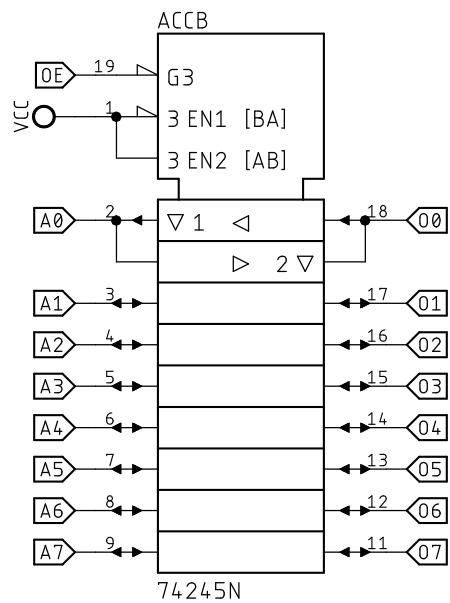 ACCB
OE 19 G3
VCC 1 3 EN1 [BA]
3 EN2 [AB]
A0 2 ▽ 1 ◁ 18 O0
▷ 2 ▽
A1 3 17 O1
A2 4 16 O2
A3 5 15 O3
A4 6 14 O4
A5 7 13 O5
A6 8 12 O6
A7 9 11 O7
74245N